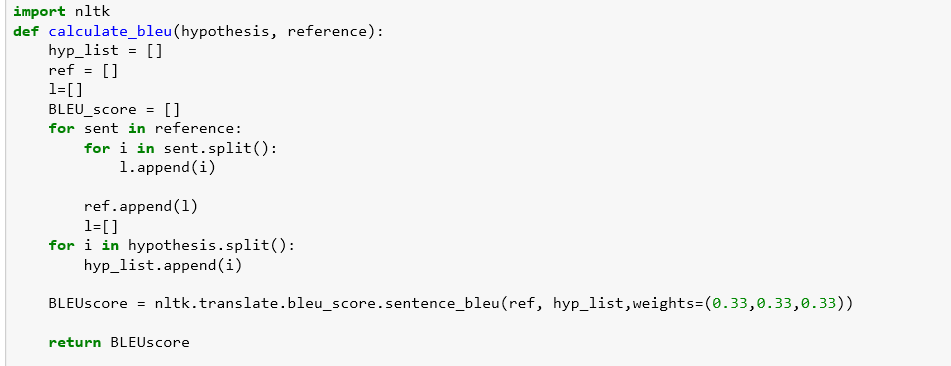 import nltk
def calculate_bleu(hypothesis, reference):
    hyp_list = []
    ref = []
    l=[]
    BLEU_score = []
    for sent in reference:
        for i in sent.split():
            l.append(i)

        ref.append(l)
        l=[]
    for i in hypothesis.split():
        hyp_list.append(i)

    BLEUscore = nltk.translate.bleu_score.sentence_bleu(ref, hyp_list,weights=(0.33,0.33,0.33))

    return BLEUscore